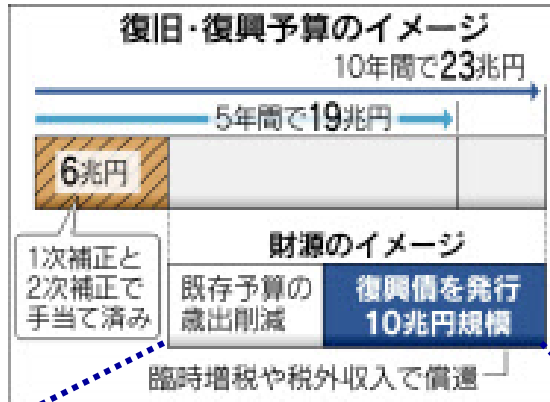 復旧・復興予算のイメージ
10年間で23兆円
5年間で19兆円
6兆円
1次補正と
2次補正で
手当て済み
財源のイメージ
既存予算の
歳出削減
復興債を発行
10兆円規模
臨時増税や税外収入で償還